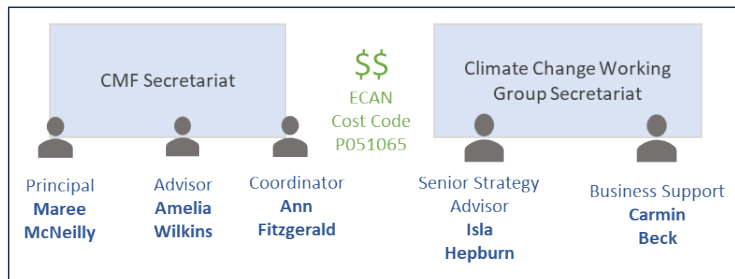 CMF Secretariat
$$
ECAN
Cost Code
P051065
Climate Change Working
Group Secretariat
Principal
Maree
McNeilly
Advisor
Amelia
Wilkins
Coordinator
Ann
Fitzgerald
Senior Strategy
Advisor
Isla
Hepburn
Business Support
Carmin
Beck